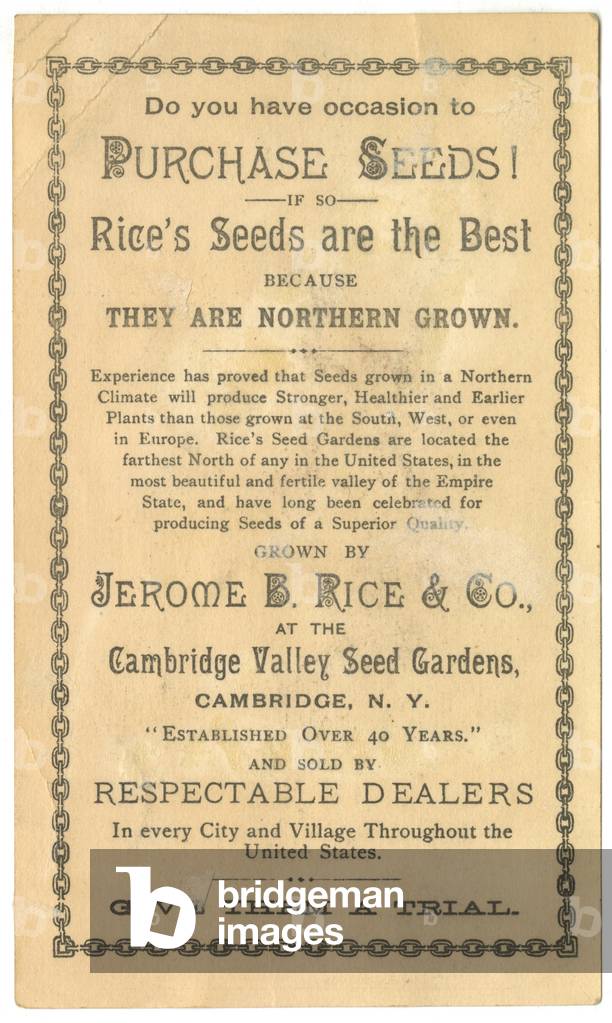 Do you have occasion to
PURCHASE SEEDS!
IF SO
Rice's Seeds are the Best
BECAUSE
THEY ARE NORTHERN GROWN.
Experience has proved that Seeds grown in a Northern
Climate will produce Stronger, Healthier and Earlier
Plants than those grown at the South, West, or even
in Europe. Rice's Seed Gardens are located the
farthest North of any in the United States, in the
most beautiful and fertile valley of the Empire
State, and have long been celebrated for
producing Seeds of a Superior Quality.
GROWN BY
JEROME B. RICE & CO.,
AT THE
Cambridge Valley Seed Gardens,
CAMBRIDGE, N. Y.
"ESTABLISHED OVER 40 YEARS."
AND SOLD BY
RESPECTABLE DEALERS
In every City and Village Throughout the
United States.
GIVE THEM A TRIAL.
b bridgeman
images